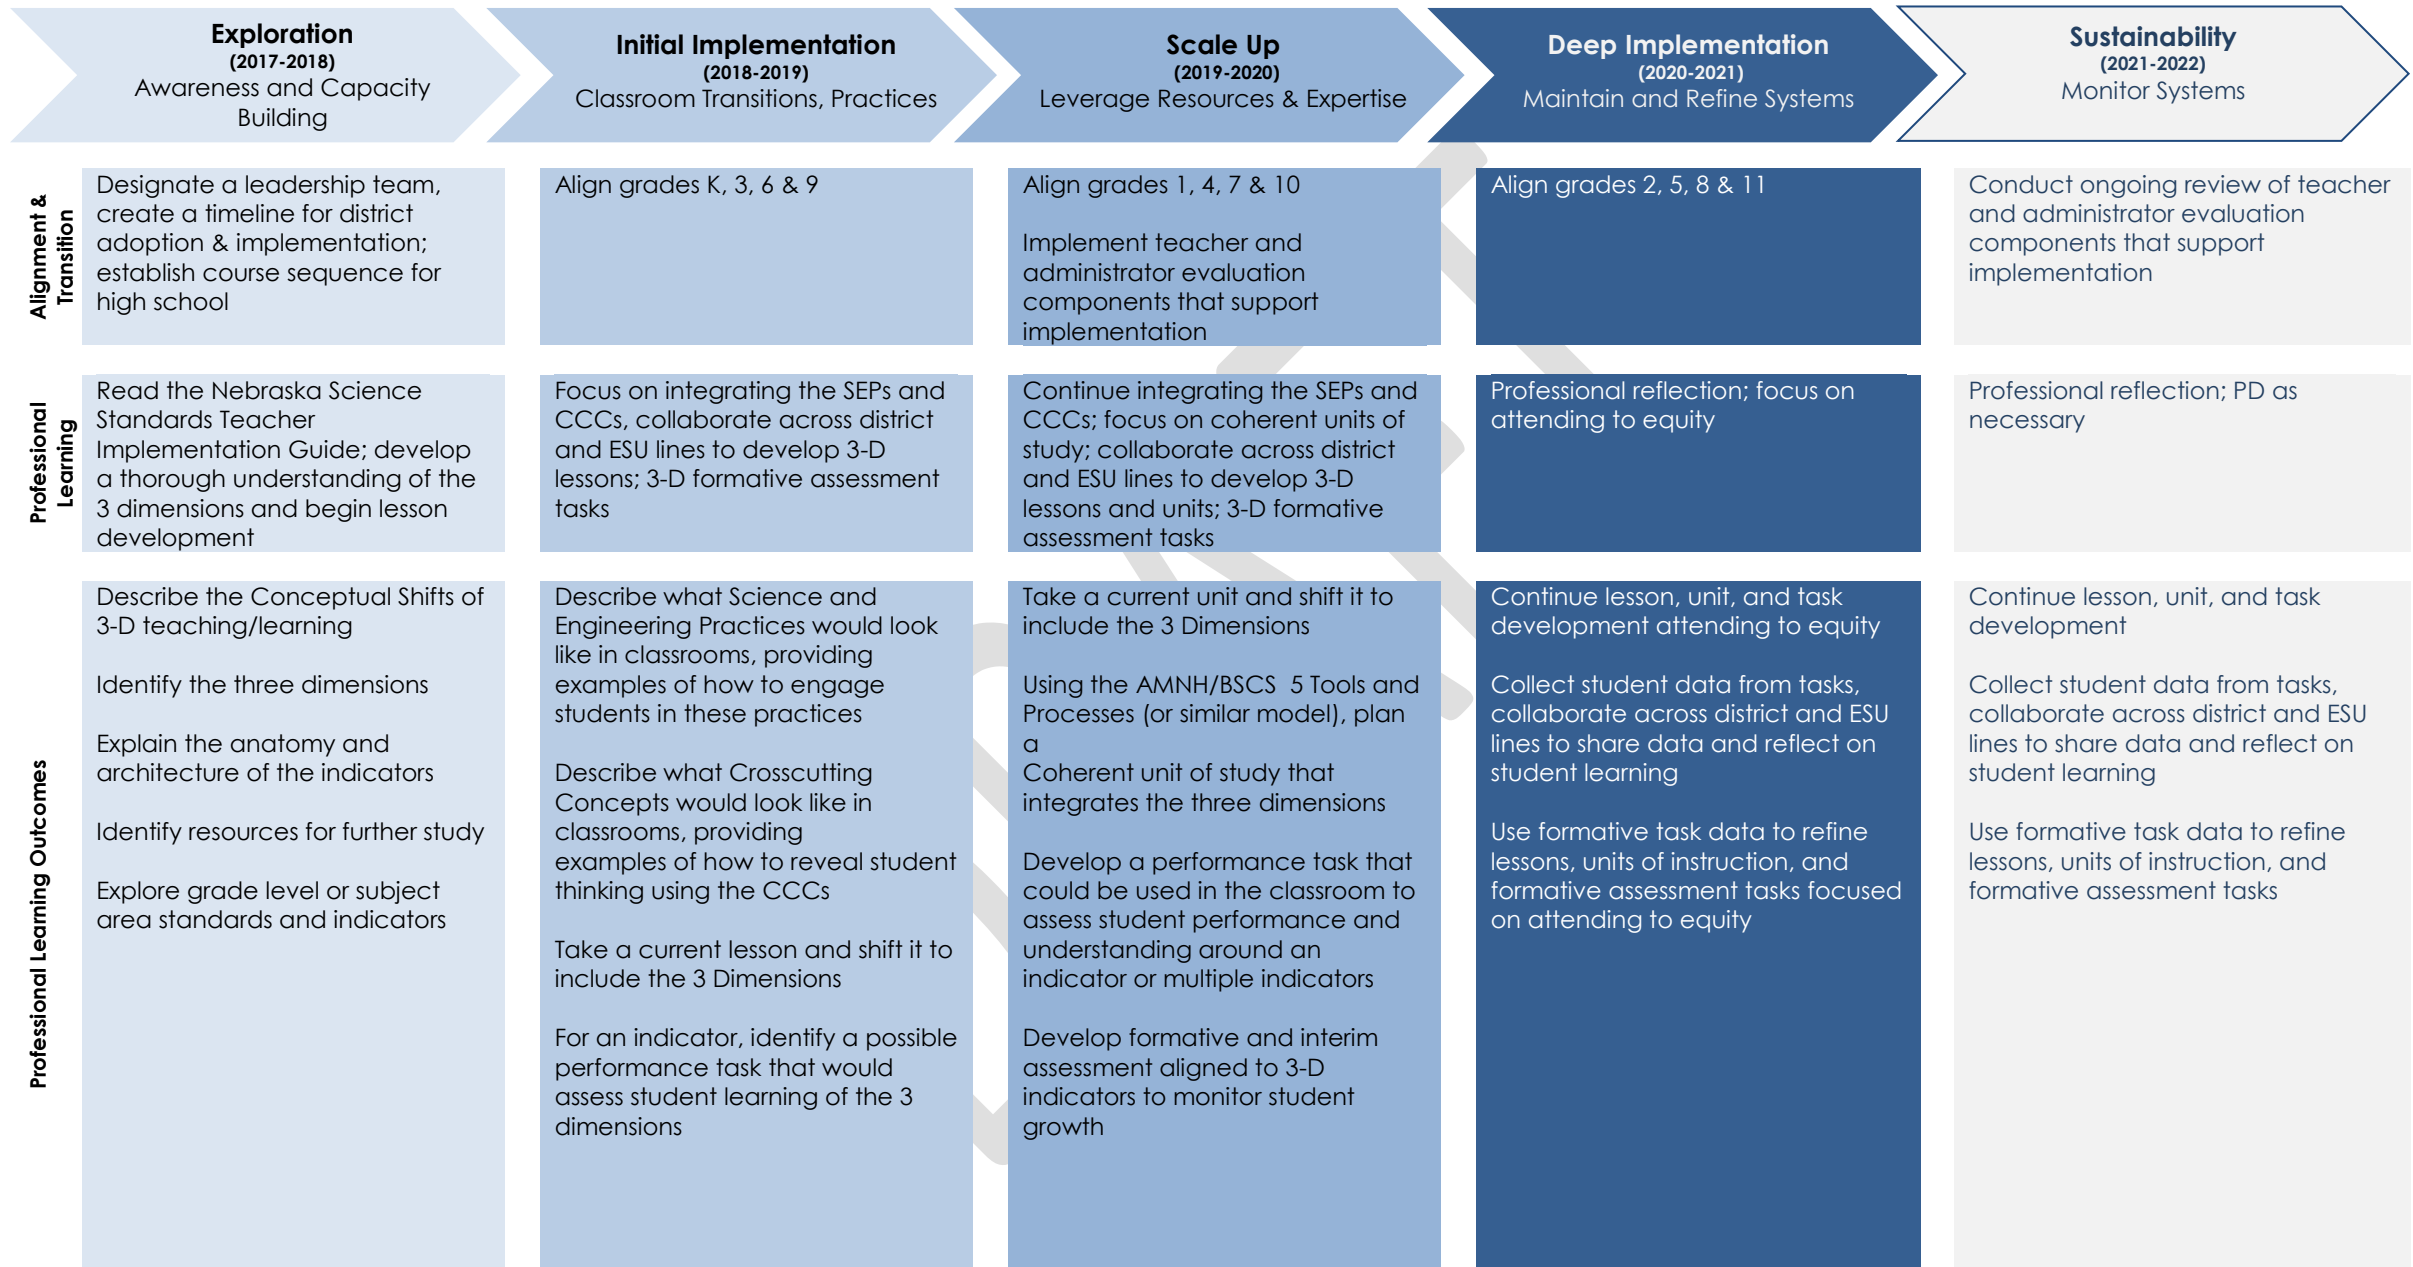 Exploration
(2017-2018)
Awareness and Capacity
Building
Initial Implementation
(2018-2019)
Classroom Transitions, Practices
Scale Up
(2019-2020)
Leverage Resources & Expertise
Deep Implementation
(2020-2021)
Maintain and Refine Systems
Sustainability
(2021-2022)
Monitor Systems
Alignment &
Transition
Designate a leadership team,
create a timeline for district
adoption & implementation;
establish course sequence for
high school
Align grades K, 3, 6 & 9
Align grades 1, 4, 7 & 10
Implement teacher and
administrator evaluation
components that support
implementation
Align grades 2, 5, 8 & 11
Conduct ongoing review of teacher
and administrator evaluation
components that support
implementation
Professional
Learning
Read the Nebraska Science
Standards Teacher
Implementation Guide; develop
a thorough understanding of the
3 dimensions and begin lesson
development
Focus on integrating the SEPs and
CCCs, collaborate across district
and ESU lines to develop 3-D
lessons; 3-D formative assessment
tasks
Continue integrating the SEPs and
CCCs; focus on coherent units of
study; collaborate across district
and ESU lines to develop 3-D
lessons and units; 3-D formative
assessment tasks
Professional reflection; focus on
attending to equity
Professional reflection; PD as
necessary
Professional Learning Outcomes
Describe the Conceptual Shifts of
3-D teaching/learning
Identify the three dimensions
Explain the anatomy and
architecture of the indicators
Identify resources for further study
Explore grade level or subject
area standards and indicators
Describe what Science and
Engineering Practices would look
like in classrooms, providing
examples of how to engage
students in these practices
Describe what Crosscutting
Concepts would look like in
classrooms, providing
examples of how to reveal student
thinking using the CCCs
Take a current lesson and shift it to
include the 3 Dimensions
For an indicator, identify a possible
performance task that would
assess student learning of the 3
dimensions
Take a current unit and shift it to
include the 3 Dimensions
Using the AMNH/BSCS  5 Tools and
Processes (or similar model), plan
a
Coherent unit of study that
integrates the three dimensions
Develop a performance task that
could be used in the classroom to
assess student performance and
understanding around an
indicator or multiple indicators
Develop formative and interim
assessment aligned to 3-D
indicators to monitor student
growth
Continue lesson, unit, and task
development attending to equity
Collect student data from tasks,
collaborate across district and ESU
lines to share data and reflect on
student learning
Use formative task data to refine
lessons, units of instruction, and
formative assessment tasks focused
on attending to equity
Continue lesson, unit, and task
development
Collect student data from tasks,
collaborate across district and ESU
lines to share data and reflect on
student learning
Use formative task data to refine
lessons, units of instruction, and
formative assessment tasks